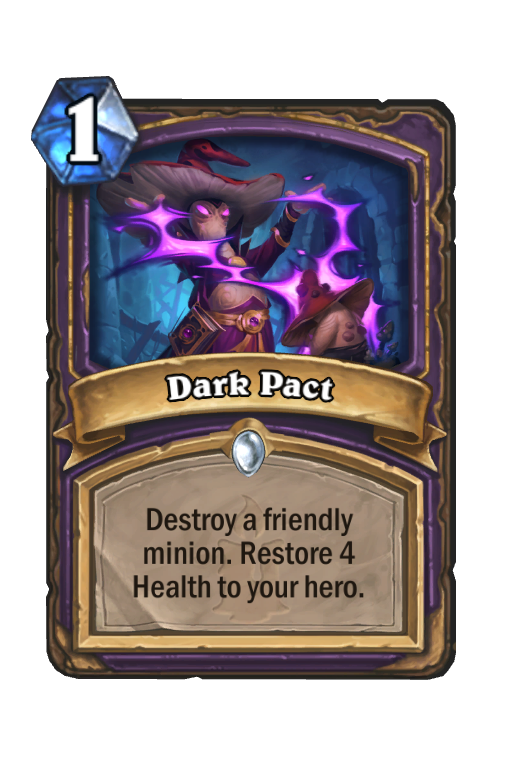 1
Dark Pact
Destroy a friendly
minion. Restore 4
Health to your hero.